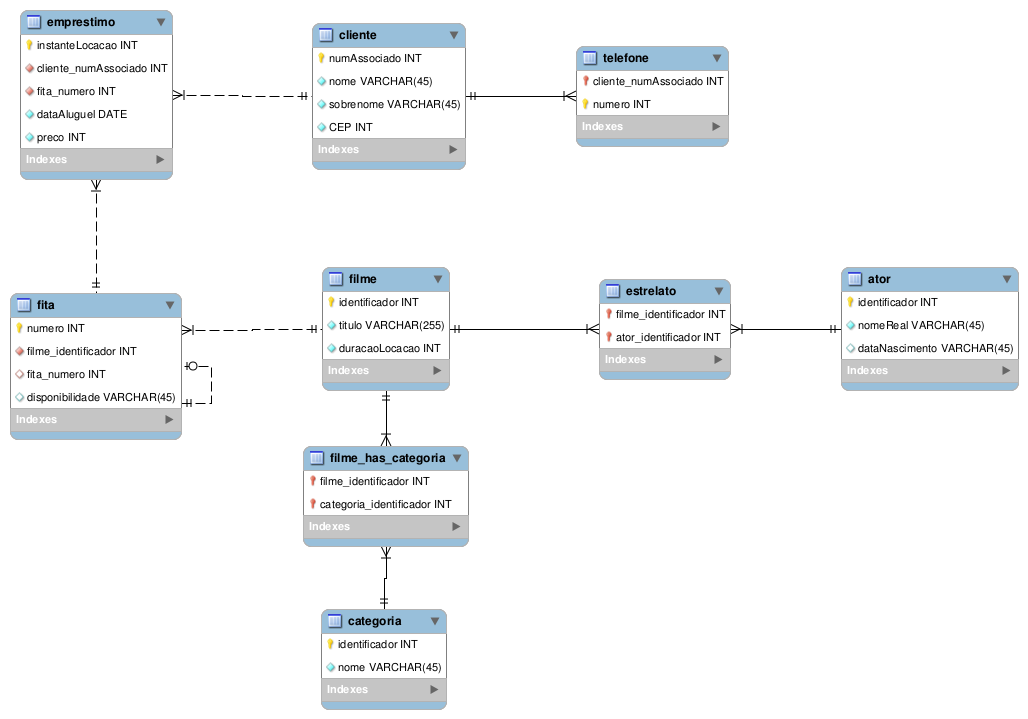 emprestimo
instanteLocacao INT
cliente_numAssociado INT
fita_numero INT
dataAluguel DATE
preco INT
Indexes
cliente
numAssociado INT
nome VARCHAR(45)
sobrenome VARCHAR(45)
CEP INT
Indexes
telefone
cliente_numAssociado INT
numero INT
Indexes
fita
numero INT
filme_identificador INT
fita_numero INT
disponibilidade VARCHAR(45)
Indexes
filme
identificador INT
titulo VARCHAR(255)
duracaoLocacao INT
Indexes
estrelato
filme_identificador INT
ator_identificador INT
Indexes
ator
identificador INT
nomeReal VARCHAR(45)
dataNascimento VARCHAR(45)
Indexes
filme_has_categoria
filme_identificador INT
categoria_identificador INT
Indexes
categoria
identificador INT
nome VARCHAR(45)
Indexes